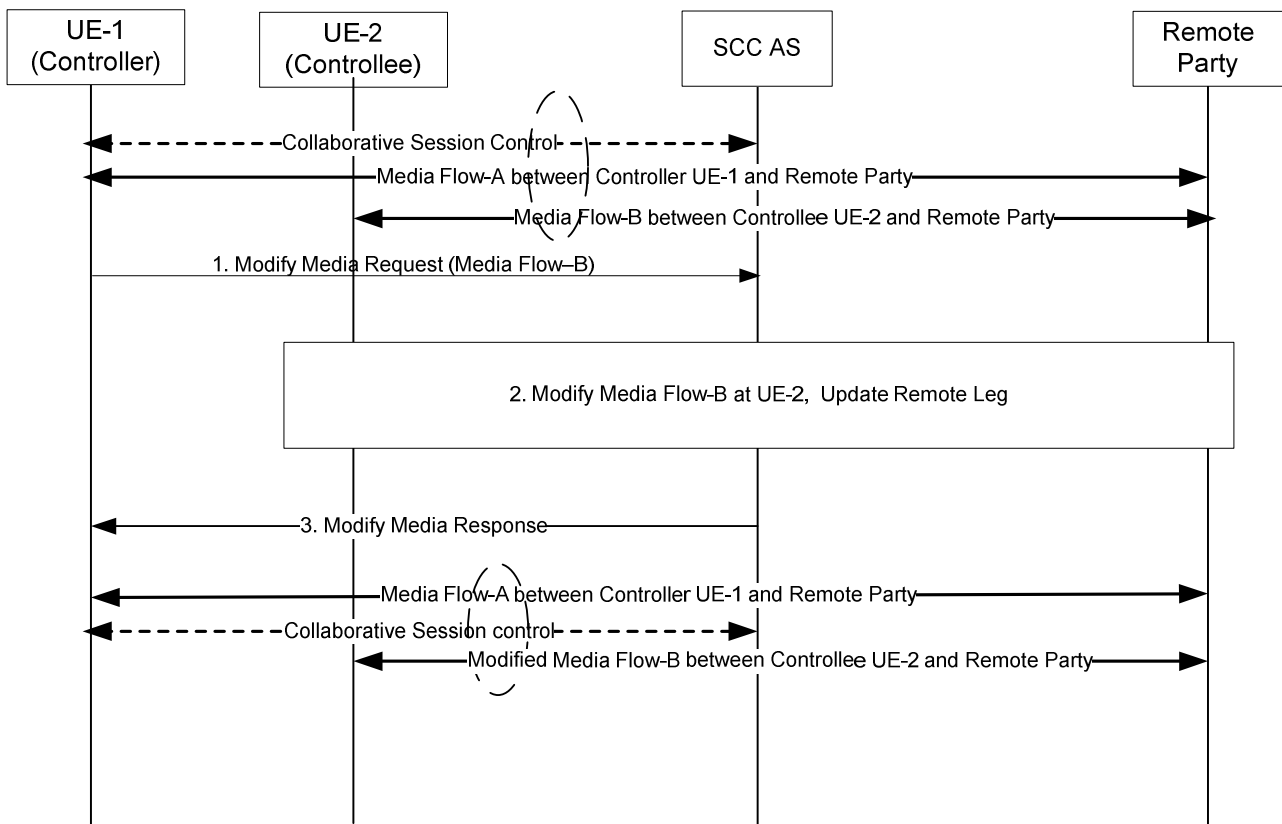 UE-1
(Controller)
UE-2
(Controllee)
SCC AS
Remote
Party
Collaborative Session Control
Media Flow-A between Controller UE-1 and Remote Party
Media Flow-B between Controllee UE-2 and Remote Party
1. Modify Media Request (Media Flow–B)
2. Modify Media Flow-B at UE-2, Update Remote Leg
3. Modify Media Response
Media Flow-A between Controller UE-1 and Remote Party
Collaborative Session control
Modified Media Flow-B between Controllee UE-2 and Remote Party